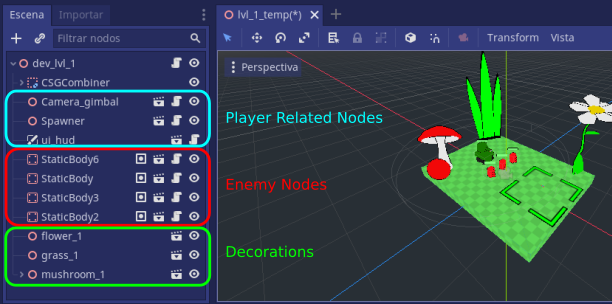 Escena
Importar
lvl_1_temp(*)
Filtrar nodos
Transform
Vista
dev_lvl_1
CSGCombiner
Camera_gimbal
Spawner
ui_hud
StaticBody6
StaticBody
StaticBody3
StaticBody2
flower_1
grass_1
mushroom_1
Perspectiva
Player Related Nodes
Enemy Nodes
Decorations